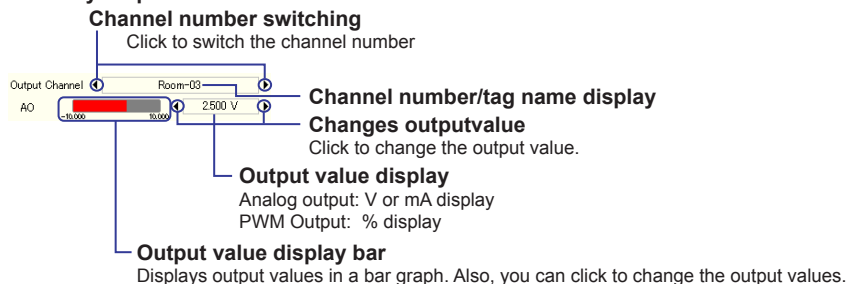 Channel number switching
Click to switch the channel number
Output Channel Room-03
Channel number/tag name display
AO -10.000 10.000 2.500 V
Changes outputvalue
Click to change the output value.
Output value display
Analog output: V or mA display
PWM Output: % display
Output value display bar
Displays output values in a bar graph. Also, you can click to change the output values.